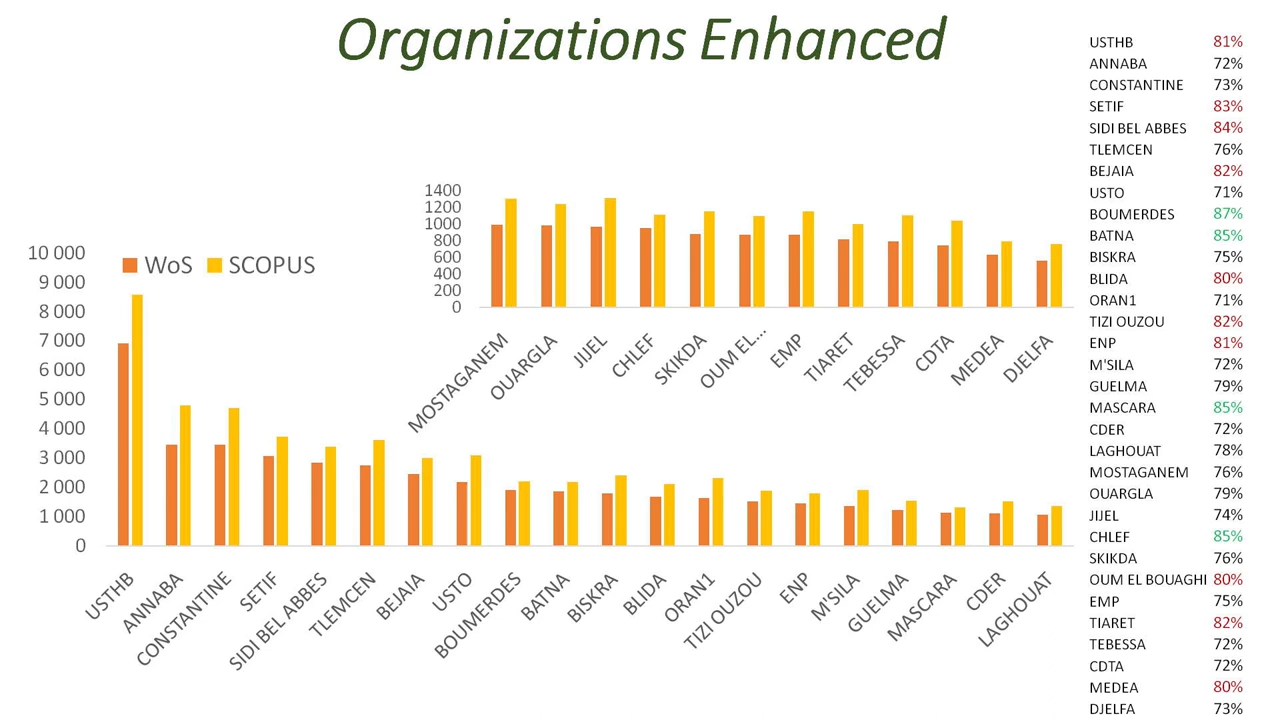 Organizations Enhanced
1400
1200
1000
800
600
400
200
0
MOSTAGANEM
OUARGLA
JIJEL
CHLEF
SKIKDA
OUM EL...
EMP
TIARET
TEBESSA
CDTA
MEDEA
DJELFA
WoS
SCOPUS
10 000
9 000
8 000
7 000
6 000
5 000
4 000
3 000
2 000
1 000
0
USTHB
ANNABA
CONSTANTINE
SETIF
SIDI BEL ABBES
TLEMCEN
BEJAIA
USTO
BOUMERDES
BATNA
BISKRA
BLIDA
ORAN1
TIZI OUZOU
ENP
M'SILA
GUELMA
MASCARA
CDER
LAGHOUAT
USTHB 81%
ANNABA 72%
CONSTANTINE 73%
SETIF 83%
SIDI BEL ABBES 84%
TLEMCEN 76%
BEJAIA 82%
USTO 71%
BOUMERDES 87%
BATNA 85%
BISKRA 75%
BLIDA 80%
ORAN1 71%
TIZI OUZOU 82%
ENP 81%
M'SILA 72%
GUELMA 79%
MASCARA 85%
CDER 72%
LAGHOUAT 78%
MOSTAGANEM 76%
OUARGLA 79%
JIJEL 74%
CHLEF 85%
SKIKDA 76%
OUM EL BOUAGHI 80%
EMP 75%
TIARET 82%
TEBESSA 72%
CDTA 72%
MEDEA 80%
DJELFA 73%